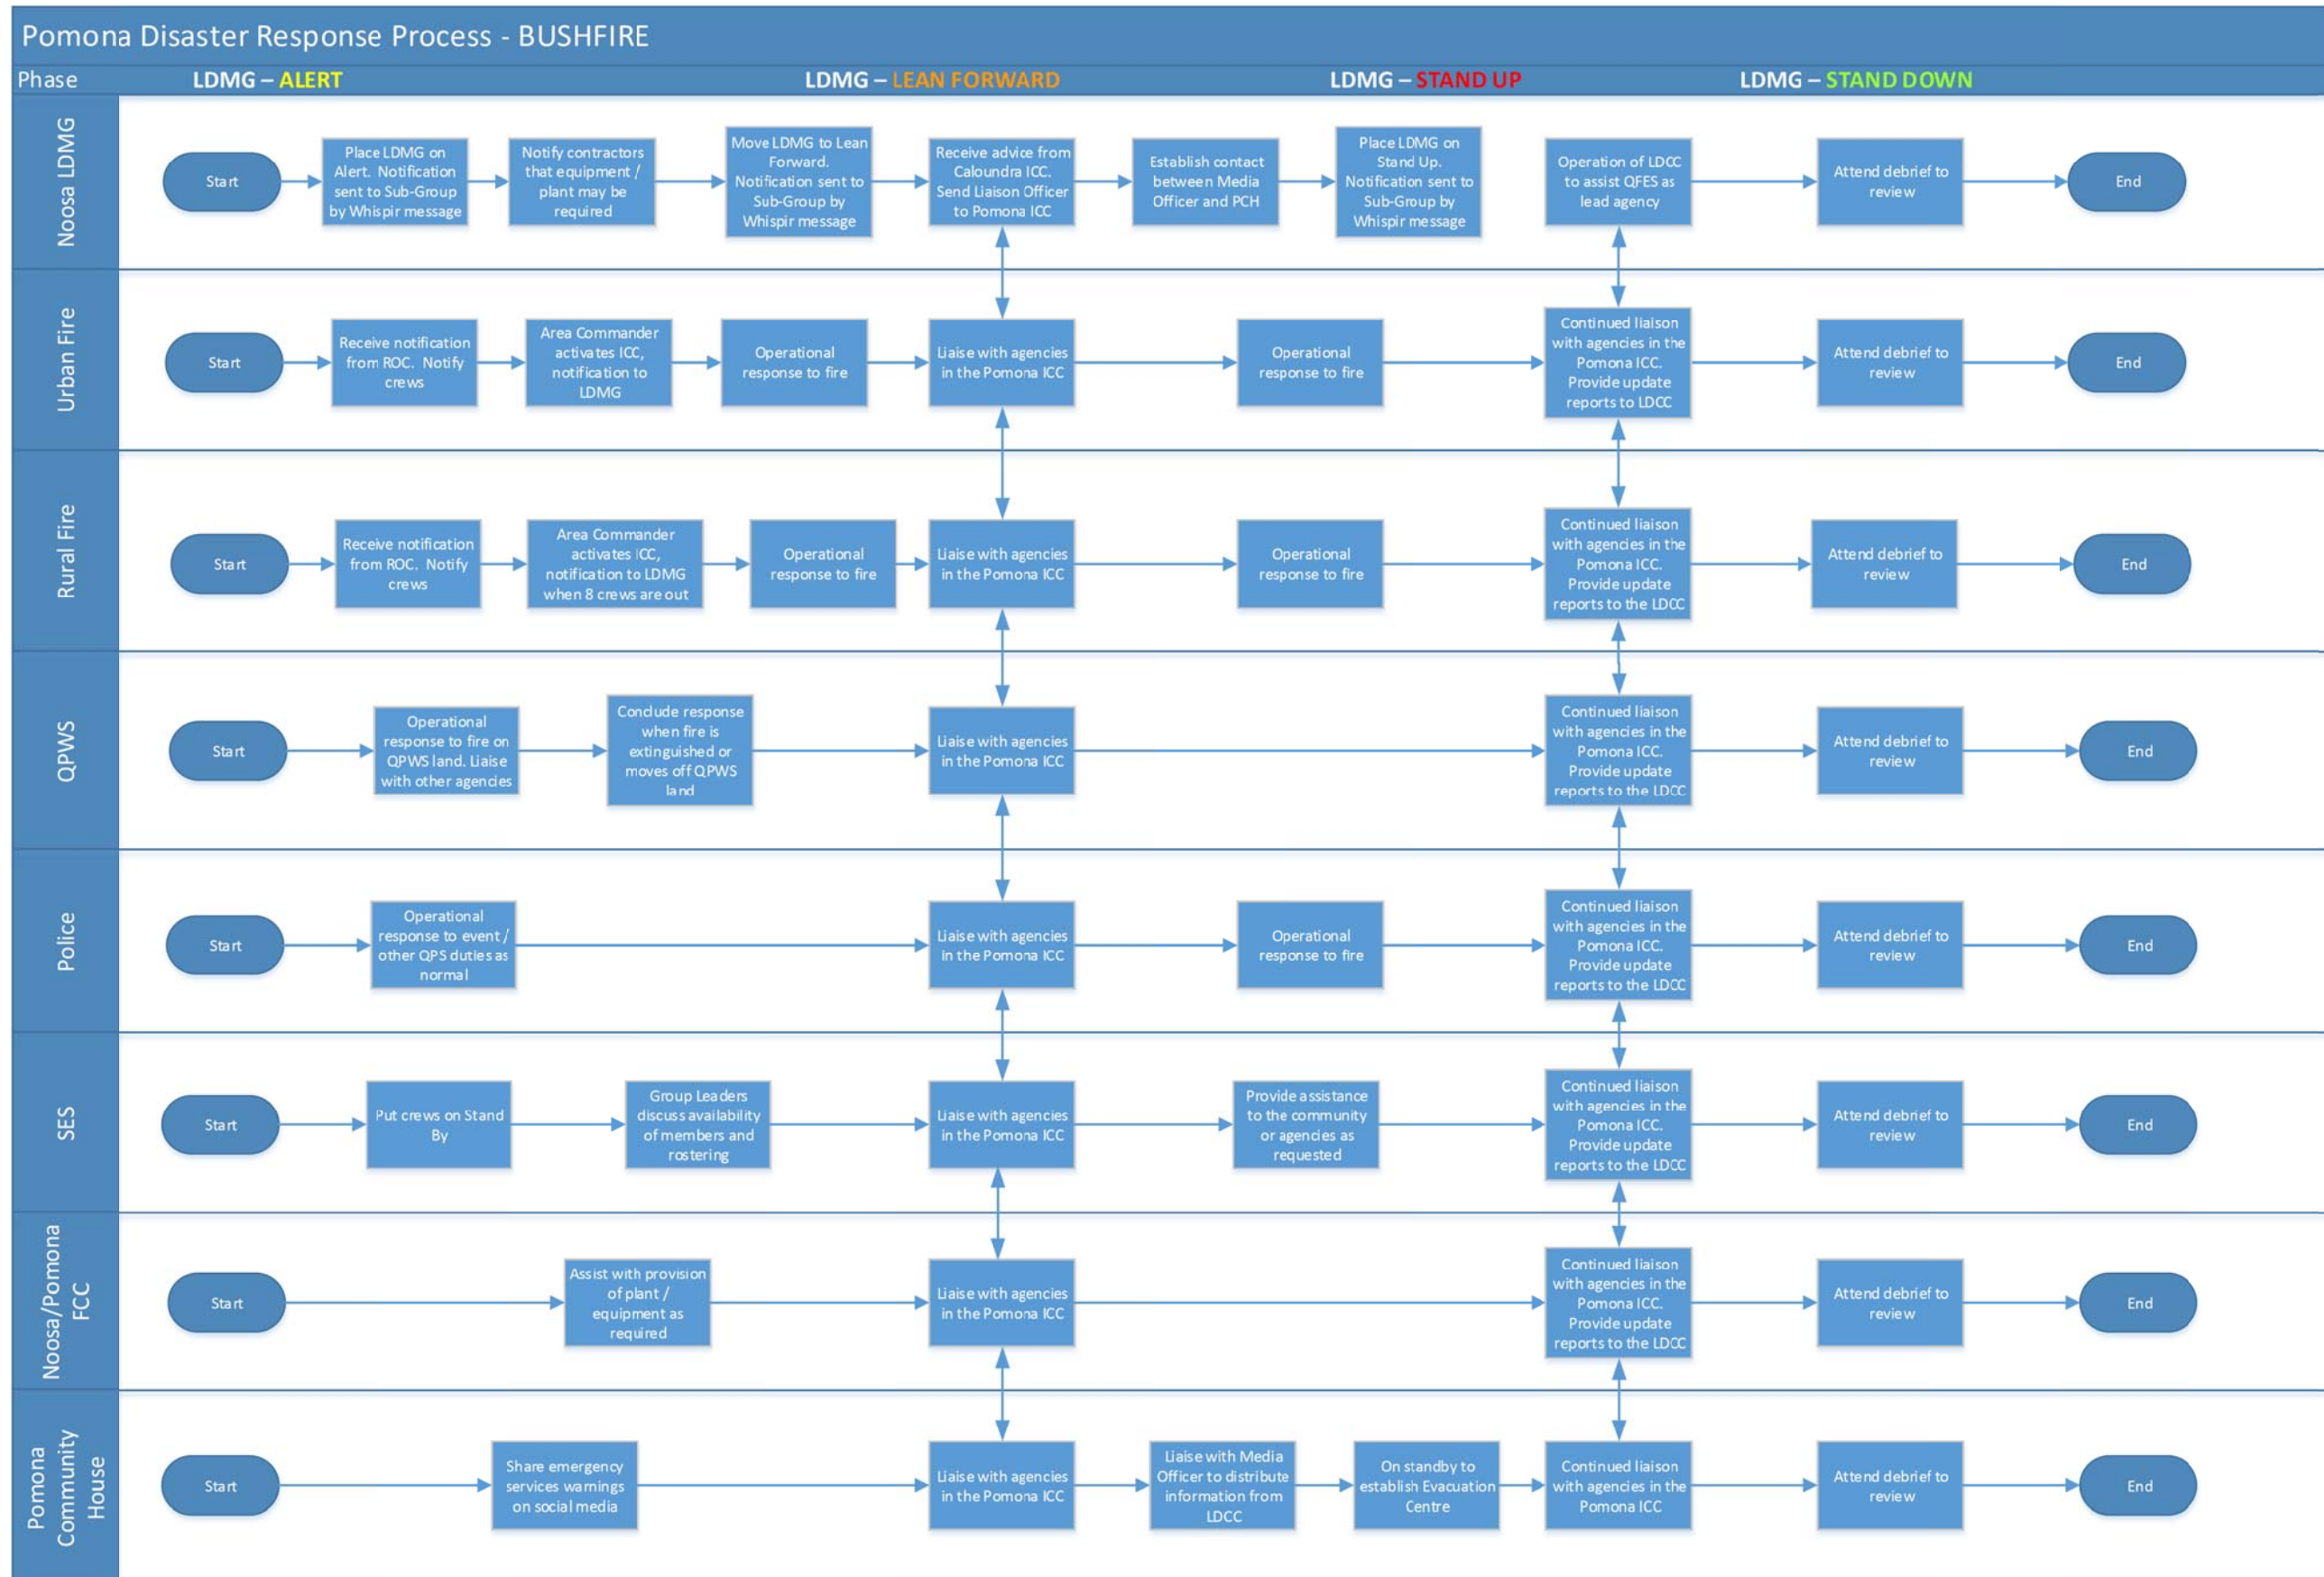 Pomona Disaster Response Process - BUSHFIRE
Phase
LDMG – ALERT
LDMG – LEAN FORWARD
LDMG – STAND UP
LDMG – STAND DOWN
Noosa LDMG
Start
Place LDMG on
Alert. Notification
sent to Sub-Group
by Whispir message
Notify contractors
that equipment /
plant may be
required
Move LDMG to Lean
Forward.
Notification sent to
Sub-Group by
Whispir message
Receive advice from
Caloundra ICC.
Send Liaison Officer
to Pomona ICC
Establish contact
between Media
Officer and PCH
Place LDMG on
Stand Up.
Notification sent to
Sub-Group by
Whispir message
Operation of LDCC
to assist QFES as
lead agency
Attend debrief to
review
End
Urban Fire
Start
Receive notification
from ROC. Notify
crews
Area Commander
activates ICC,
notification to
LDMG
Operational
response to fire
Liaise with agencies
in the Pomona ICC
Operational
response to fire
Continued liaison
with agencies in the
Pomona ICC.
Provide update
reports to LDCC
Attend debrief to
review
End
Rural Fire
Start
Receive notification
from ROC. Notify
crews
Area Commander
activates ICC,
notification to LDMG
when 8 crews are out
Operational
response to fire
Liaise with agencies
in the Pomona ICC
Operational
response to fire
Continued liaison
with agencies in the
Pomona ICC.
Provide update
reports to the LDCC
Attend debrief to
review
End
QPWS
Start
Operational
response to fire on
QPWS land. Liaise
with other agencies
Conclude response
when fire is
extinguished or
moves off QPWS
land
Liaise with agencies
in the Pomona ICC
Continued liaison
with agencies in the
Pomona ICC.
Provide update
reports to the LDCC
Attend debrief to
review
End
Police
Start
Operational
response to event /
other QPS duties as
normal
Liaise with agencies
in the Pomona ICC
Operational
response to fire
Continued liaison
with agencies in the
Pomona ICC.
Provide update
reports to the LDCC
Attend debrief to
review
End
SES
Start
Put crews on Stand
By
Group Leaders
discuss availability
of members and
rostering
Liaise with agencies
in the Pomona ICC
Provide assistance
to the community
or agencies as
requested
Continued liaison
with agencies in the
Pomona ICC.
Provide update
reports to the LDCC
Attend debrief to
review
End
Noosa/Pomona
FCC
Start
Assist with provision
of plant /
equipment as
required
Liaise with agencies
in the Pomona ICC
Continued liaison
with agencies in the
Pomona ICC.
Provide update
reports to the LDCC
Attend debrief to
review
End
Pomona
Community
House
Start
Share emergency
services warnings
on social media
Liaise with agencies
in the Pomona ICC
Liaise with Media
Officer to distribute
information from
LDCC
On standby to
establish Evacuation
Centre
Continued liaison
with agencies in the
Pomona ICC
Attend debrief to
review
End